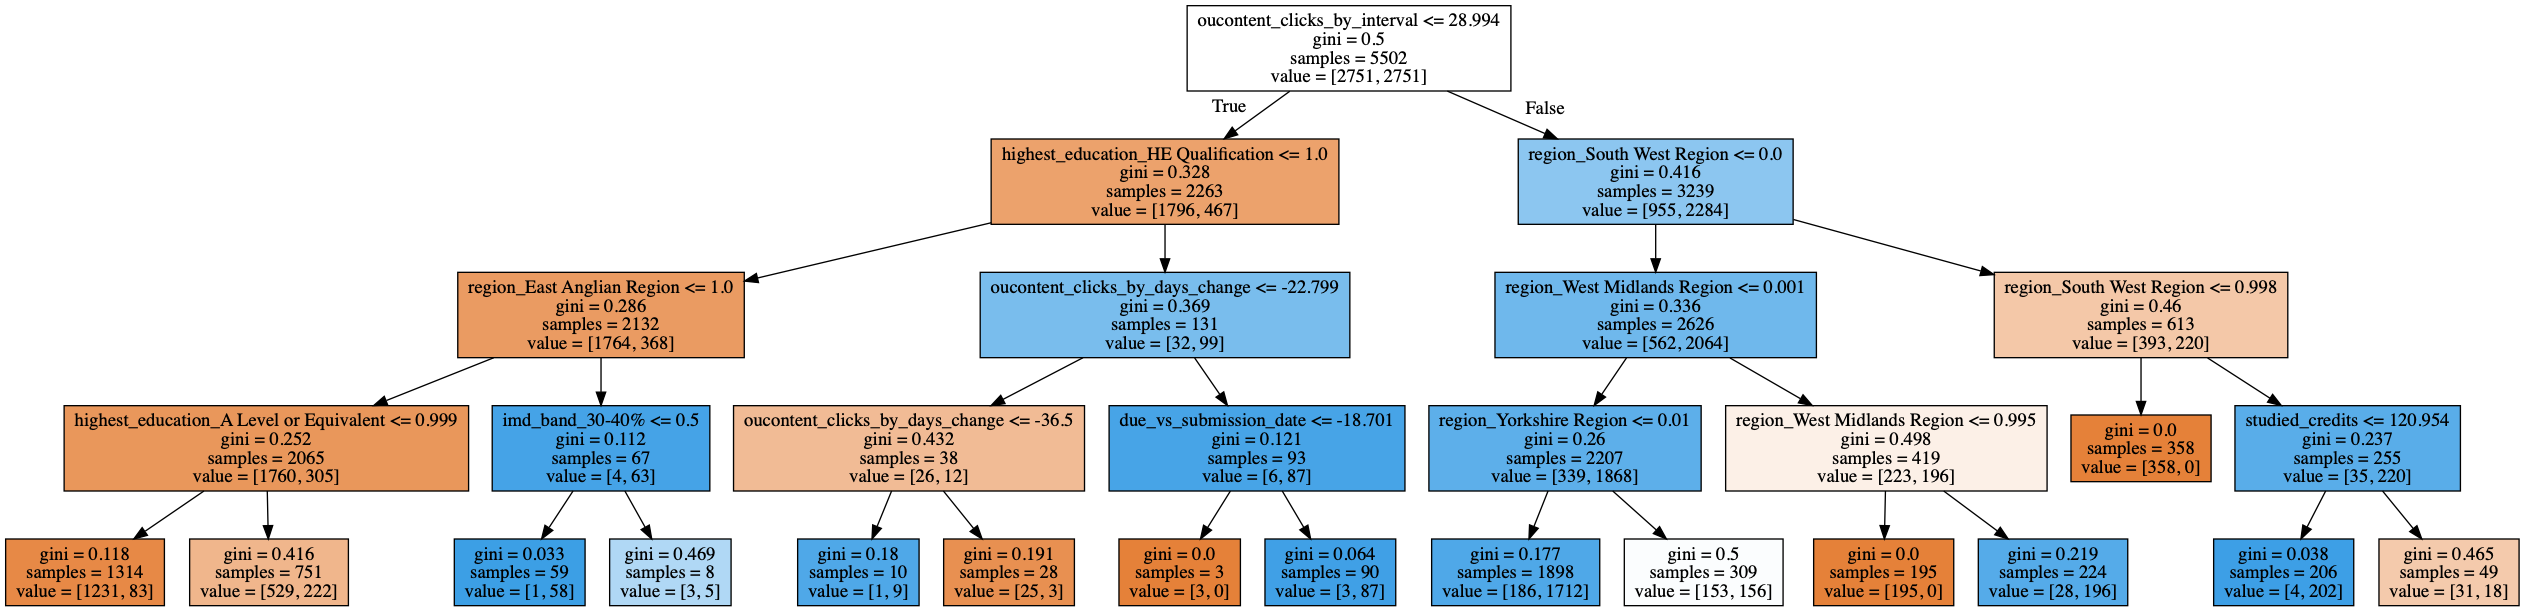 oucontent_clicks_by_interval <= 28.994
gini = 0.5
samples = 5502
value = [2751, 2751]
True
False
highest_education_HE Qualification <= 1.0
gini = 0.328
samples = 2263
value = [1796, 467]
region_South West Region <= 0.0
gini = 0.416
samples = 3239
value = [955, 2284]
region_East Anglian Region <= 1.0
gini = 0.286
samples = 2132
value = [1764, 368]
oucontent_clicks_by_days_change <= -22.799
gini = 0.369
samples = 131
value = [32, 99]
region_West Midlands Region <= 0.001
gini = 0.336
samples = 2626
value = [562, 2064]
region_South West Region <= 0.998
gini = 0.46
samples = 613
value = [393, 220]
highest_education_A Level or Equivalent <= 0.999
gini = 0.252
samples = 2065
value = [1760, 305]
imd_band_30-40% <= 0.5
gini = 0.112
samples = 67
value = [4, 63]
oucontent_clicks_by_days_change <= -36.5
gini = 0.432
samples = 38
value = [26, 12]
due_vs_submission_date <= -18.701
gini = 0.121
samples = 93
value = [6, 87]
region_Yorkshire Region <= 0.01
gini = 0.26
samples = 2207
value = [339, 1868]
region_West Midlands Region <= 0.995
gini = 0.498
samples = 419
value = [223, 196]
gini = 0.0
samples = 358
value = [358, 0]
studied_credits <= 120.954
gini = 0.237
samples = 255
value = [35, 220]
gini = 0.118
samples = 1314
value = [1231, 83]
gini = 0.416
samples = 751
value = [529, 222]
gini = 0.033
samples = 59
value = [1, 58]
gini = 0.469
samples = 8
value = [3, 5]
gini = 0.18
samples = 10
value = [1, 9]
gini = 0.191
samples = 28
value = [25, 3]
gini = 0.0
samples = 3
value = [3, 0]
gini = 0.064
samples = 90
value = [3, 87]
gini = 0.177
samples = 1898
value = [186, 1712]
gini = 0.5
samples = 309
value = [153, 156]
gini = 0.0
samples = 195
value = [195, 0]
gini = 0.219
samples = 224
value = [28, 196]
gini = 0.038
samples = 206
value = [4, 202]
gini = 0.465
samples = 49
value = [31, 18]